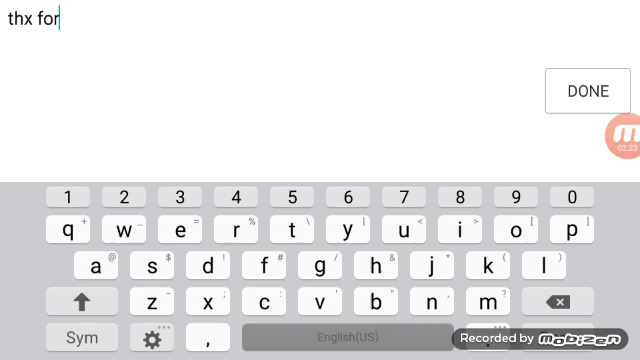 thx for
DONE
02:23
1 2 3 4 5 6 7 8 9 0
q + w _ e = r % t \ y | u < i > o [ p ]
a @ s $ d ! f # g / h & j * k ( l )
z - x ; c : v ' b " n , m ?
Sym , English(US)
Recorded by mobizen